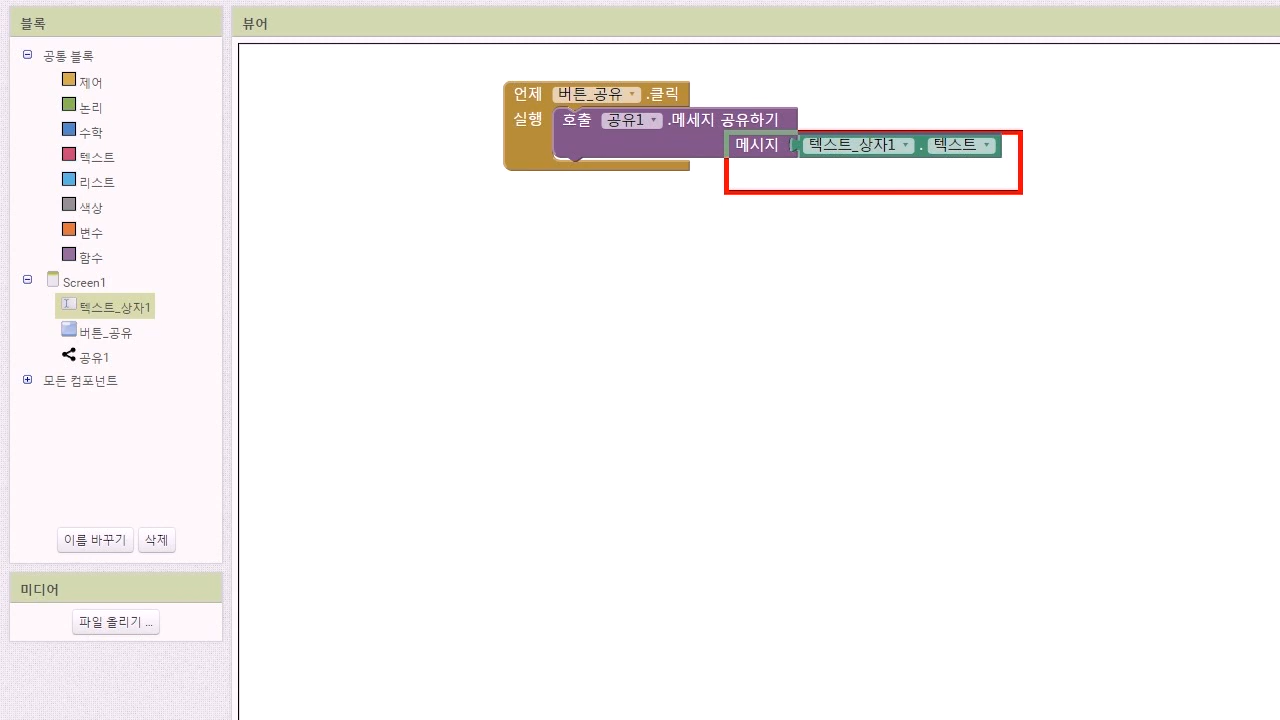 블록
공통 블록
제어
논리
수학
텍스트
리스트
색상
변수
함수
Screen1
텍스트_상자1
버튼_공유
공유1
모든 컴포넌트
이름 바꾸기 삭제
미디어
파일 올리기 ...
뷰어
언제 버튼_공유 .클릭
실행 호출 공유1 .메세지 공유하기
메시지 텍스트_상자1 . 텍스트